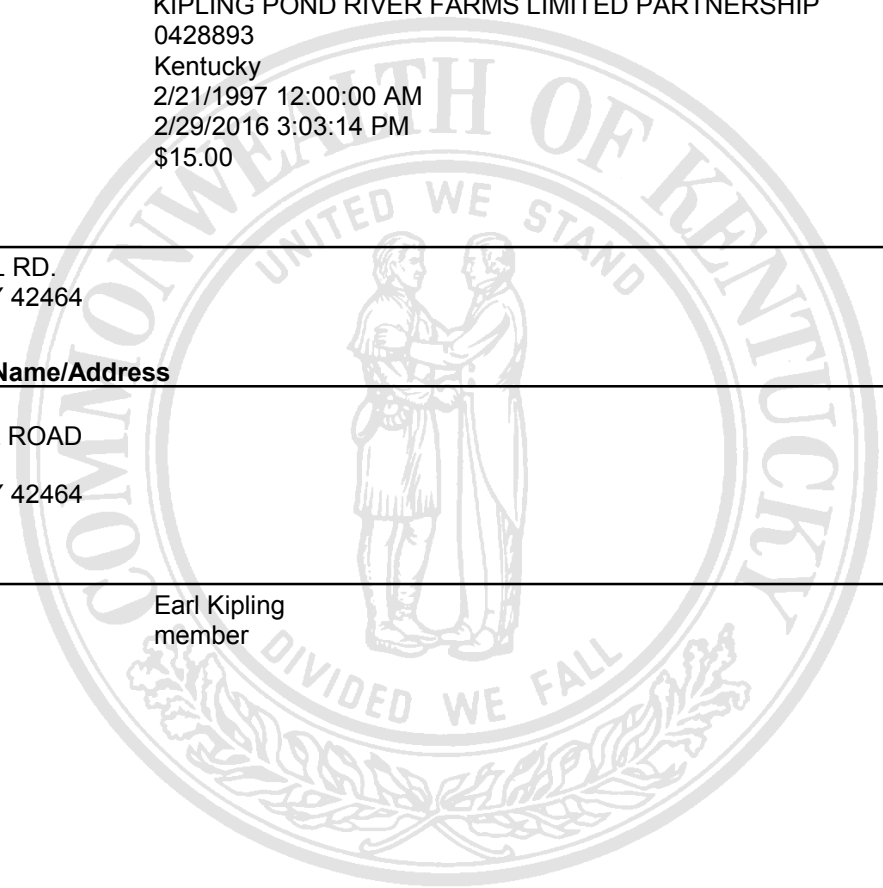 KIPLING POND RIVER FARMS LIMITED PARTNERSHIP
0428893
Kentucky
2/21/1997 12:00:00 AM
2/29/2016 3:03:14 PM
$15.00
COMMONWEALTH OF KENTUCKY
UNITED WE STAND
RD.
42464
Name/Address
ROAD
42464
Earl Kipling
member
DIVIDED WE FALL